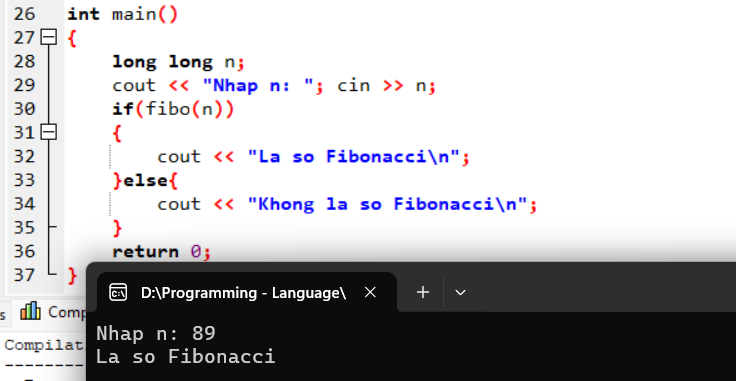 26 int main()
27 {
28 long long n;
29 cout << "Nhap n: "; cin >> n;
30 if(fibo(n))
31 {
32 cout << "La so Fibonacci\n";
33 }else{
34 cout << "Khong la so Fibonacci\n";
35 }
36 return 0;
37 }
D:\Programming - Language\
Nhap n: 89
La so Fibonacci